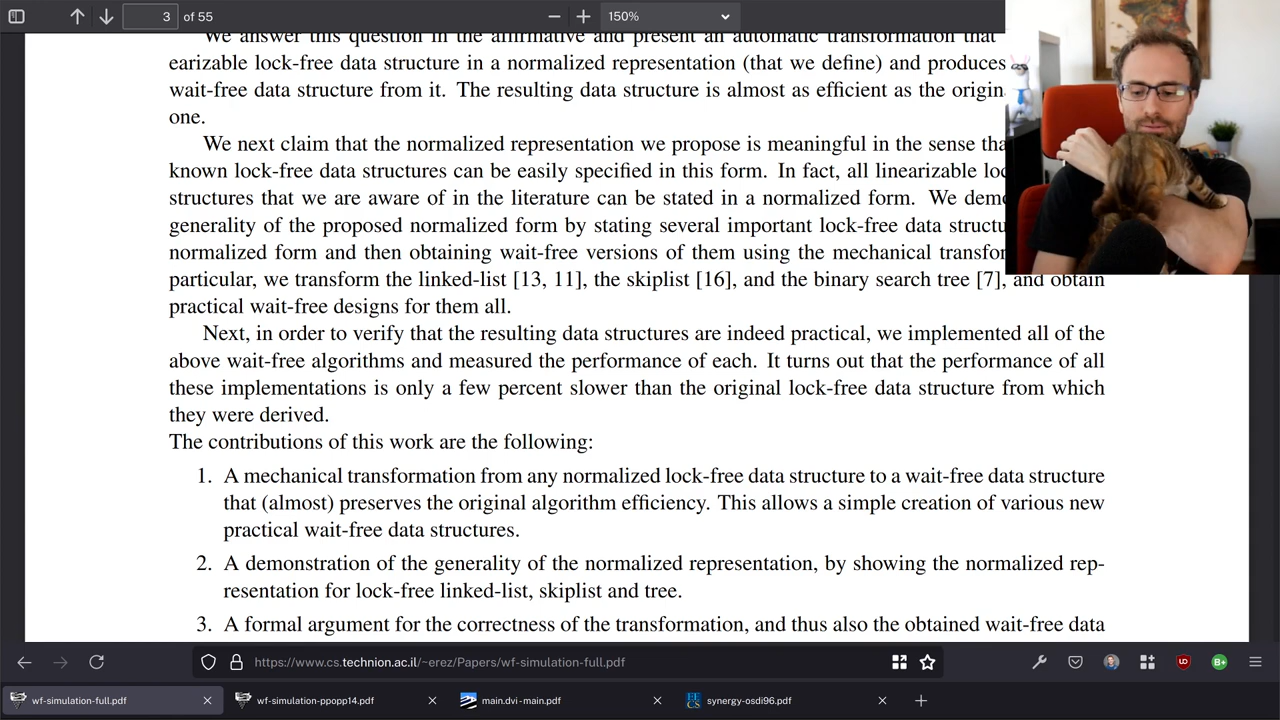 3 of 55
150%
We answer this question in the affirmative and present an automatic transformation that
earizable lock-free data structure in a normalized representation (that we define) and produces
wait-free data structure from it. The resulting data structure is almost as efficient as the origin
one.
We next claim that the normalized representation we propose is meaningful in the sense tha
known lock-free data structures can be easily specified in this form. In fact, all linearizable loc
structures that we are aware of in the literature can be stated in a normalized form. We demo
generality of the proposed normalized form by stating several important lock-free data structu
normalized form and then obtaining wait-free versions of them using the mechanical transfor
particular, we transform the linked-list [13, 11], the skiplist [16], and the binary search tree [7], and obtain
practical wait-free designs for them all.
Next, in order to verify that the resulting data structures are indeed practical, we implemented all of the
above wait-free algorithms and measured the performance of each. It turns out that the performance of all
these implementations is only a few percent slower than the original lock-free data structure from which
they were derived.
The contributions of this work are the following:
1. A mechanical transformation from any normalized lock-free data structure to a wait-free data structure
that (almost) preserves the original algorithm efficiency. This allows a simple creation of various new
practical wait-free data structures.
2. A demonstration of the generality of the normalized representation, by showing the normalized rep-
resentation for lock-free linked-list, skiplist and tree.
3. A formal argument for the correctness of the transformation, and thus also the obtained wait-free data
https://www.cs.technion.ac.il/~erez/Papers/wf-simulation-full.pdf
wf-simulation-full.pdf
wf-simulation-ppopp14.pdf
main.dvi - main.pdf
synergy-osdi96.pdf